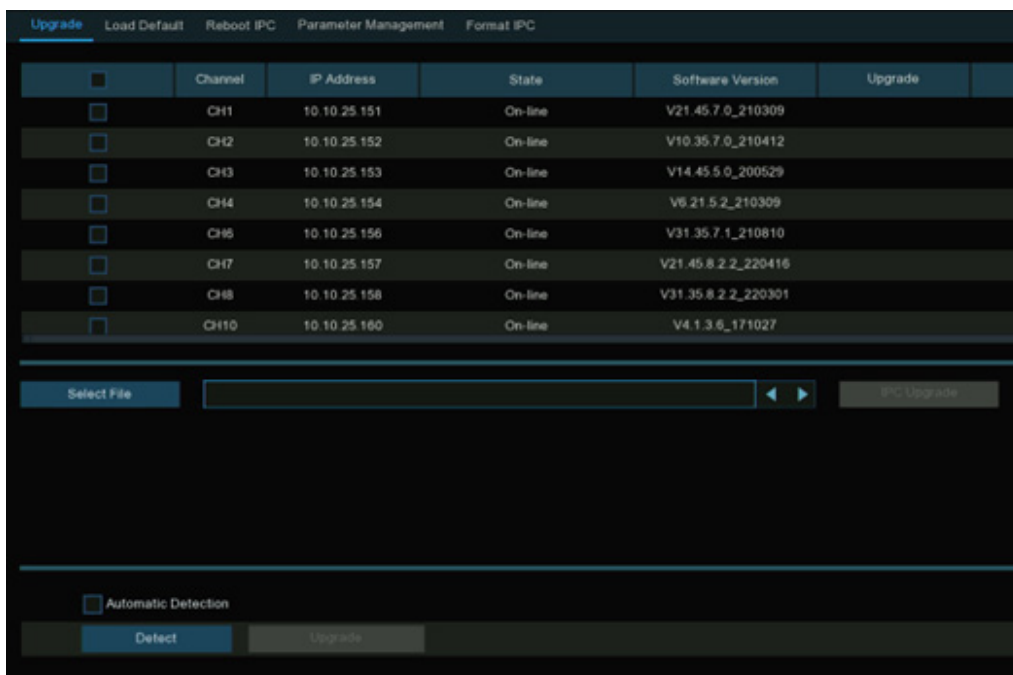 Upgrade Load Default Reboot IPC Parameter Management Format IPC
Channel IP Address State Software Version Upgrade
CH1 10.10.25.151 On-line V21.45.7.0_210309
CH2 10.10.25.152 On-line V10.35.7.0_210412
CH3 10.10.25.153 On-line V14.45.5.0_200529
CH4 10.10.25.154 On-line V6.21.5.2_210309
CH6 10.10.25.156 On-line V31.35.7.1_210810
CH7 10.10.25.157 On-line V21.45.8.2.2_220416
CH8 10.10.25.158 On-line V31.35.8.2.2_220301
CH10 10.10.25.160 On-line V4.1.3.6_171027
Select File IPC Upgrade
Automatic Detection
Detect Upgrade